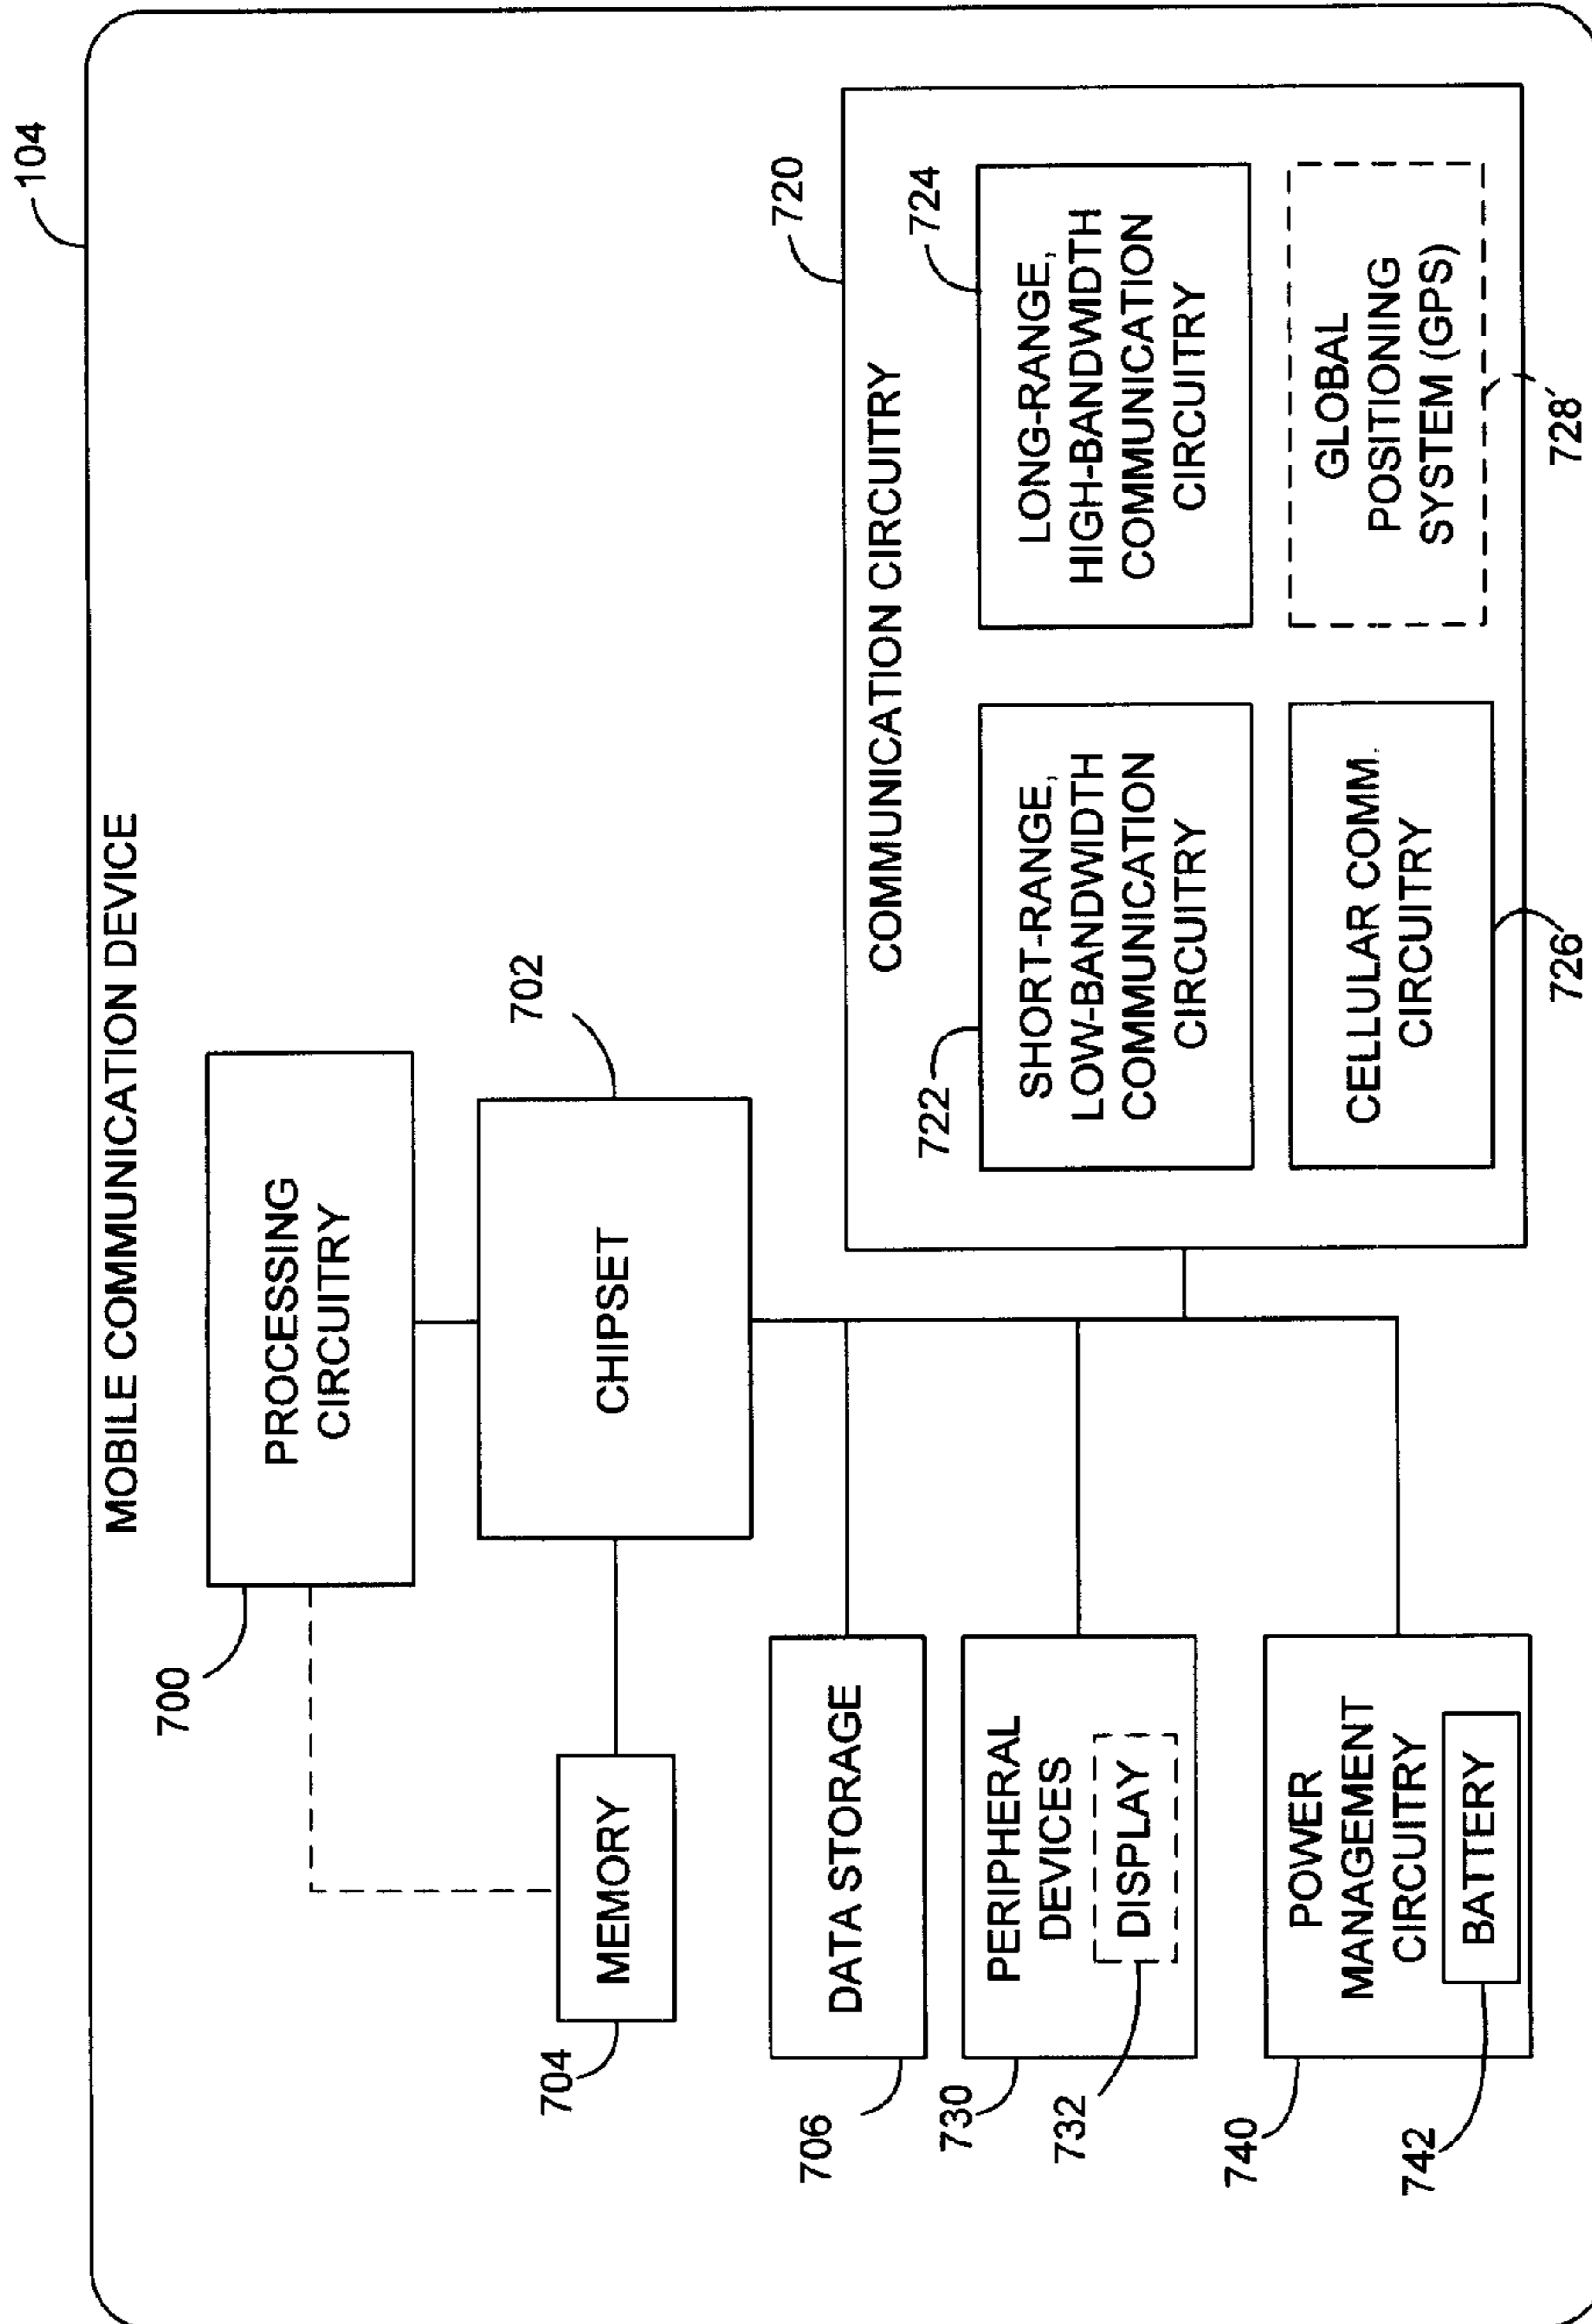 104
MOBILE COMMUNICATION DEVICE
700
PROCESSING
CIRCUITRY
702
CHIPSET
704
MEMORY
706
DATA STORAGE
730
PERIPHERAL
DEVICES
732
DISPLAY
740
POWER
MANAGEMENT
CIRCUITRY
742
BATTERY
720
COMMUNICATION CIRCUITRY
722
SHORT-RANGE,
LOW-BANDWIDTH
COMMUNICATION
CIRCUITRY
724
LONG-RANGE,
HIGH-BANDWIDTH
COMMUNICATION
CIRCUITRY
CELLULAR COMM.
CIRCUITRY
726
GLOBAL
POSITIONING
SYSTEM (GPS)
728